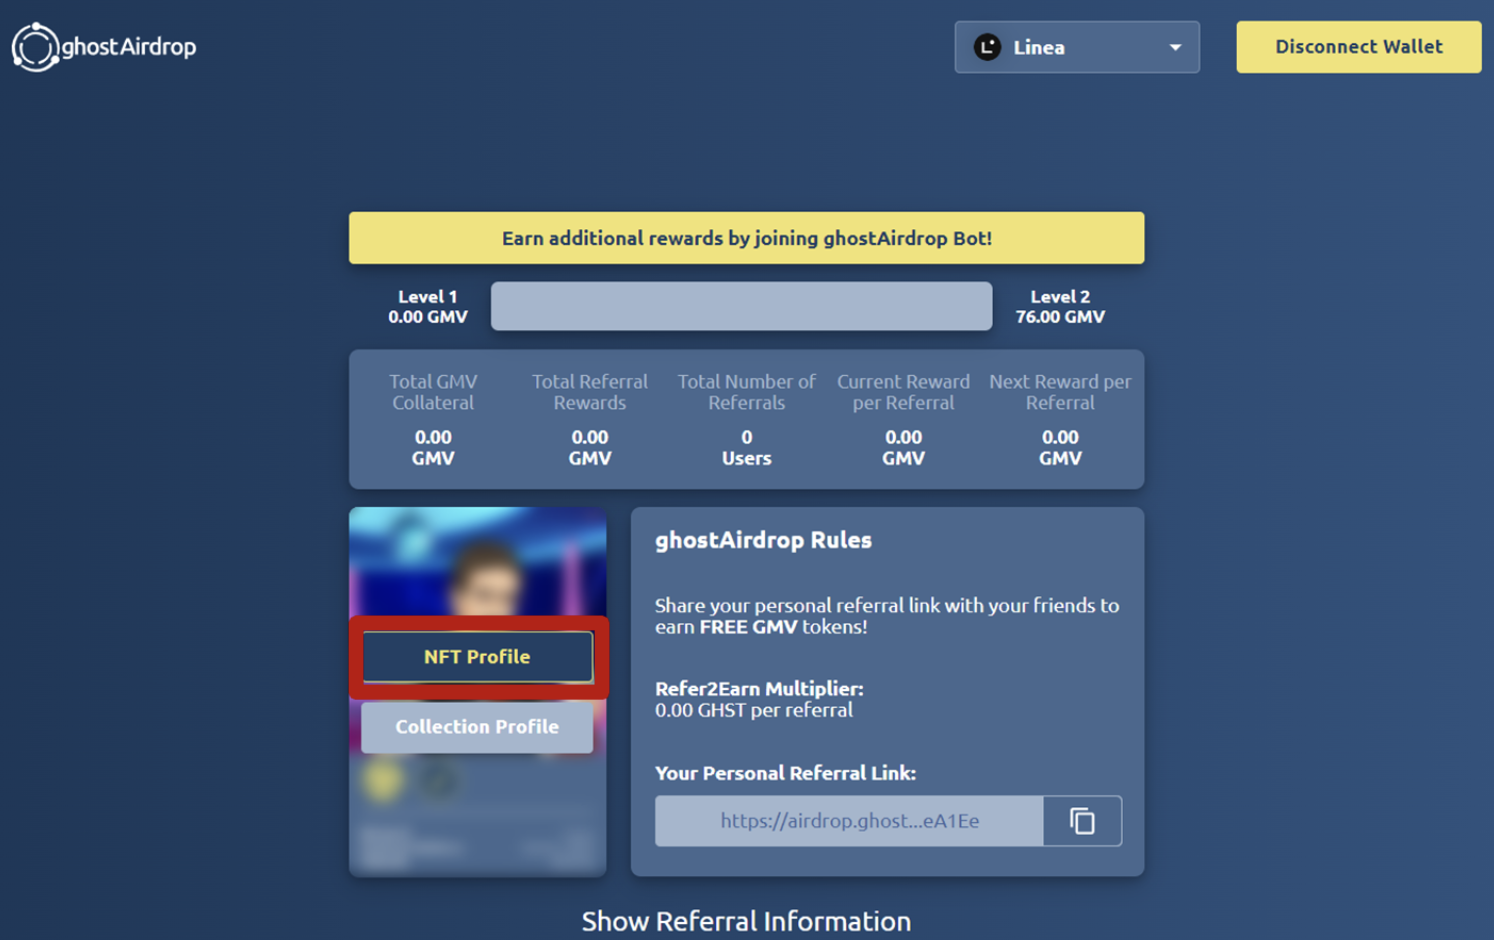 ghostAirdrop
Linea
Disconnect Wallet
Earn additional rewards by joining ghostAirdrop Bot!
Level 1
0.00 GMV
Level 2
76.00 GMV
Total GMV
Collateral
0.00
GMV
Total Referral
Rewards
0.00
GMV
Total Number of
Referrals
0
Users
Current Reward
per Referral
0.00
GMV
Next Reward per
Referral
0.00
GMV
NFT Profile
Collection Profile
ghostAirdrop Rules
Share your personal referral link with your friends to
earn FREE GMV tokens!
Refer2Earn Multiplier:
0.00 GHST per referral
Your Personal Referral Link:
https://airdrop.ghost...eA1Ee
Show Referral Information